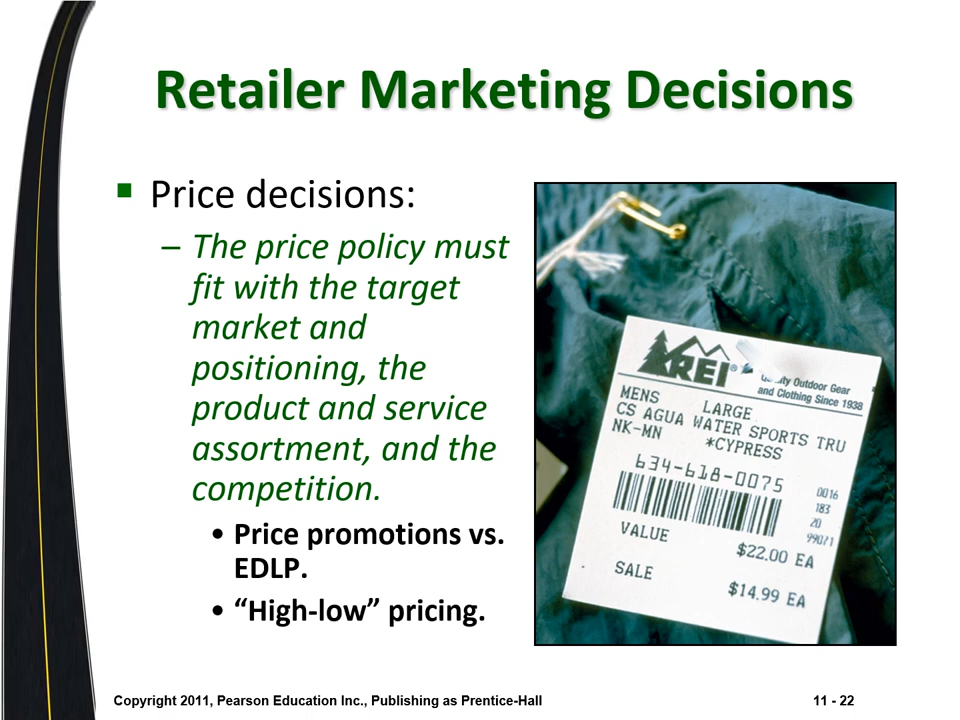 Retailer Marketing Decisions
Price decisions:
– The price policy must
fit with the target
market and
positioning, the
product and service
assortment, and the
competition.
• Price promotions vs.
EDLP.
• “High-low” pricing.
REI®
Quality Outdoor Gear
and Clothing Since 1938
MENS LARGE
CS AGUA WATER SPORTS TRU
NK-MN *CYPRESS
634-618-0075
0016
183
20
99071
VALUE $22.00 EA
SALE $14.99 EA
Copyright 2011, Pearson Education Inc., Publishing as Prentice-Hall 11 - 22